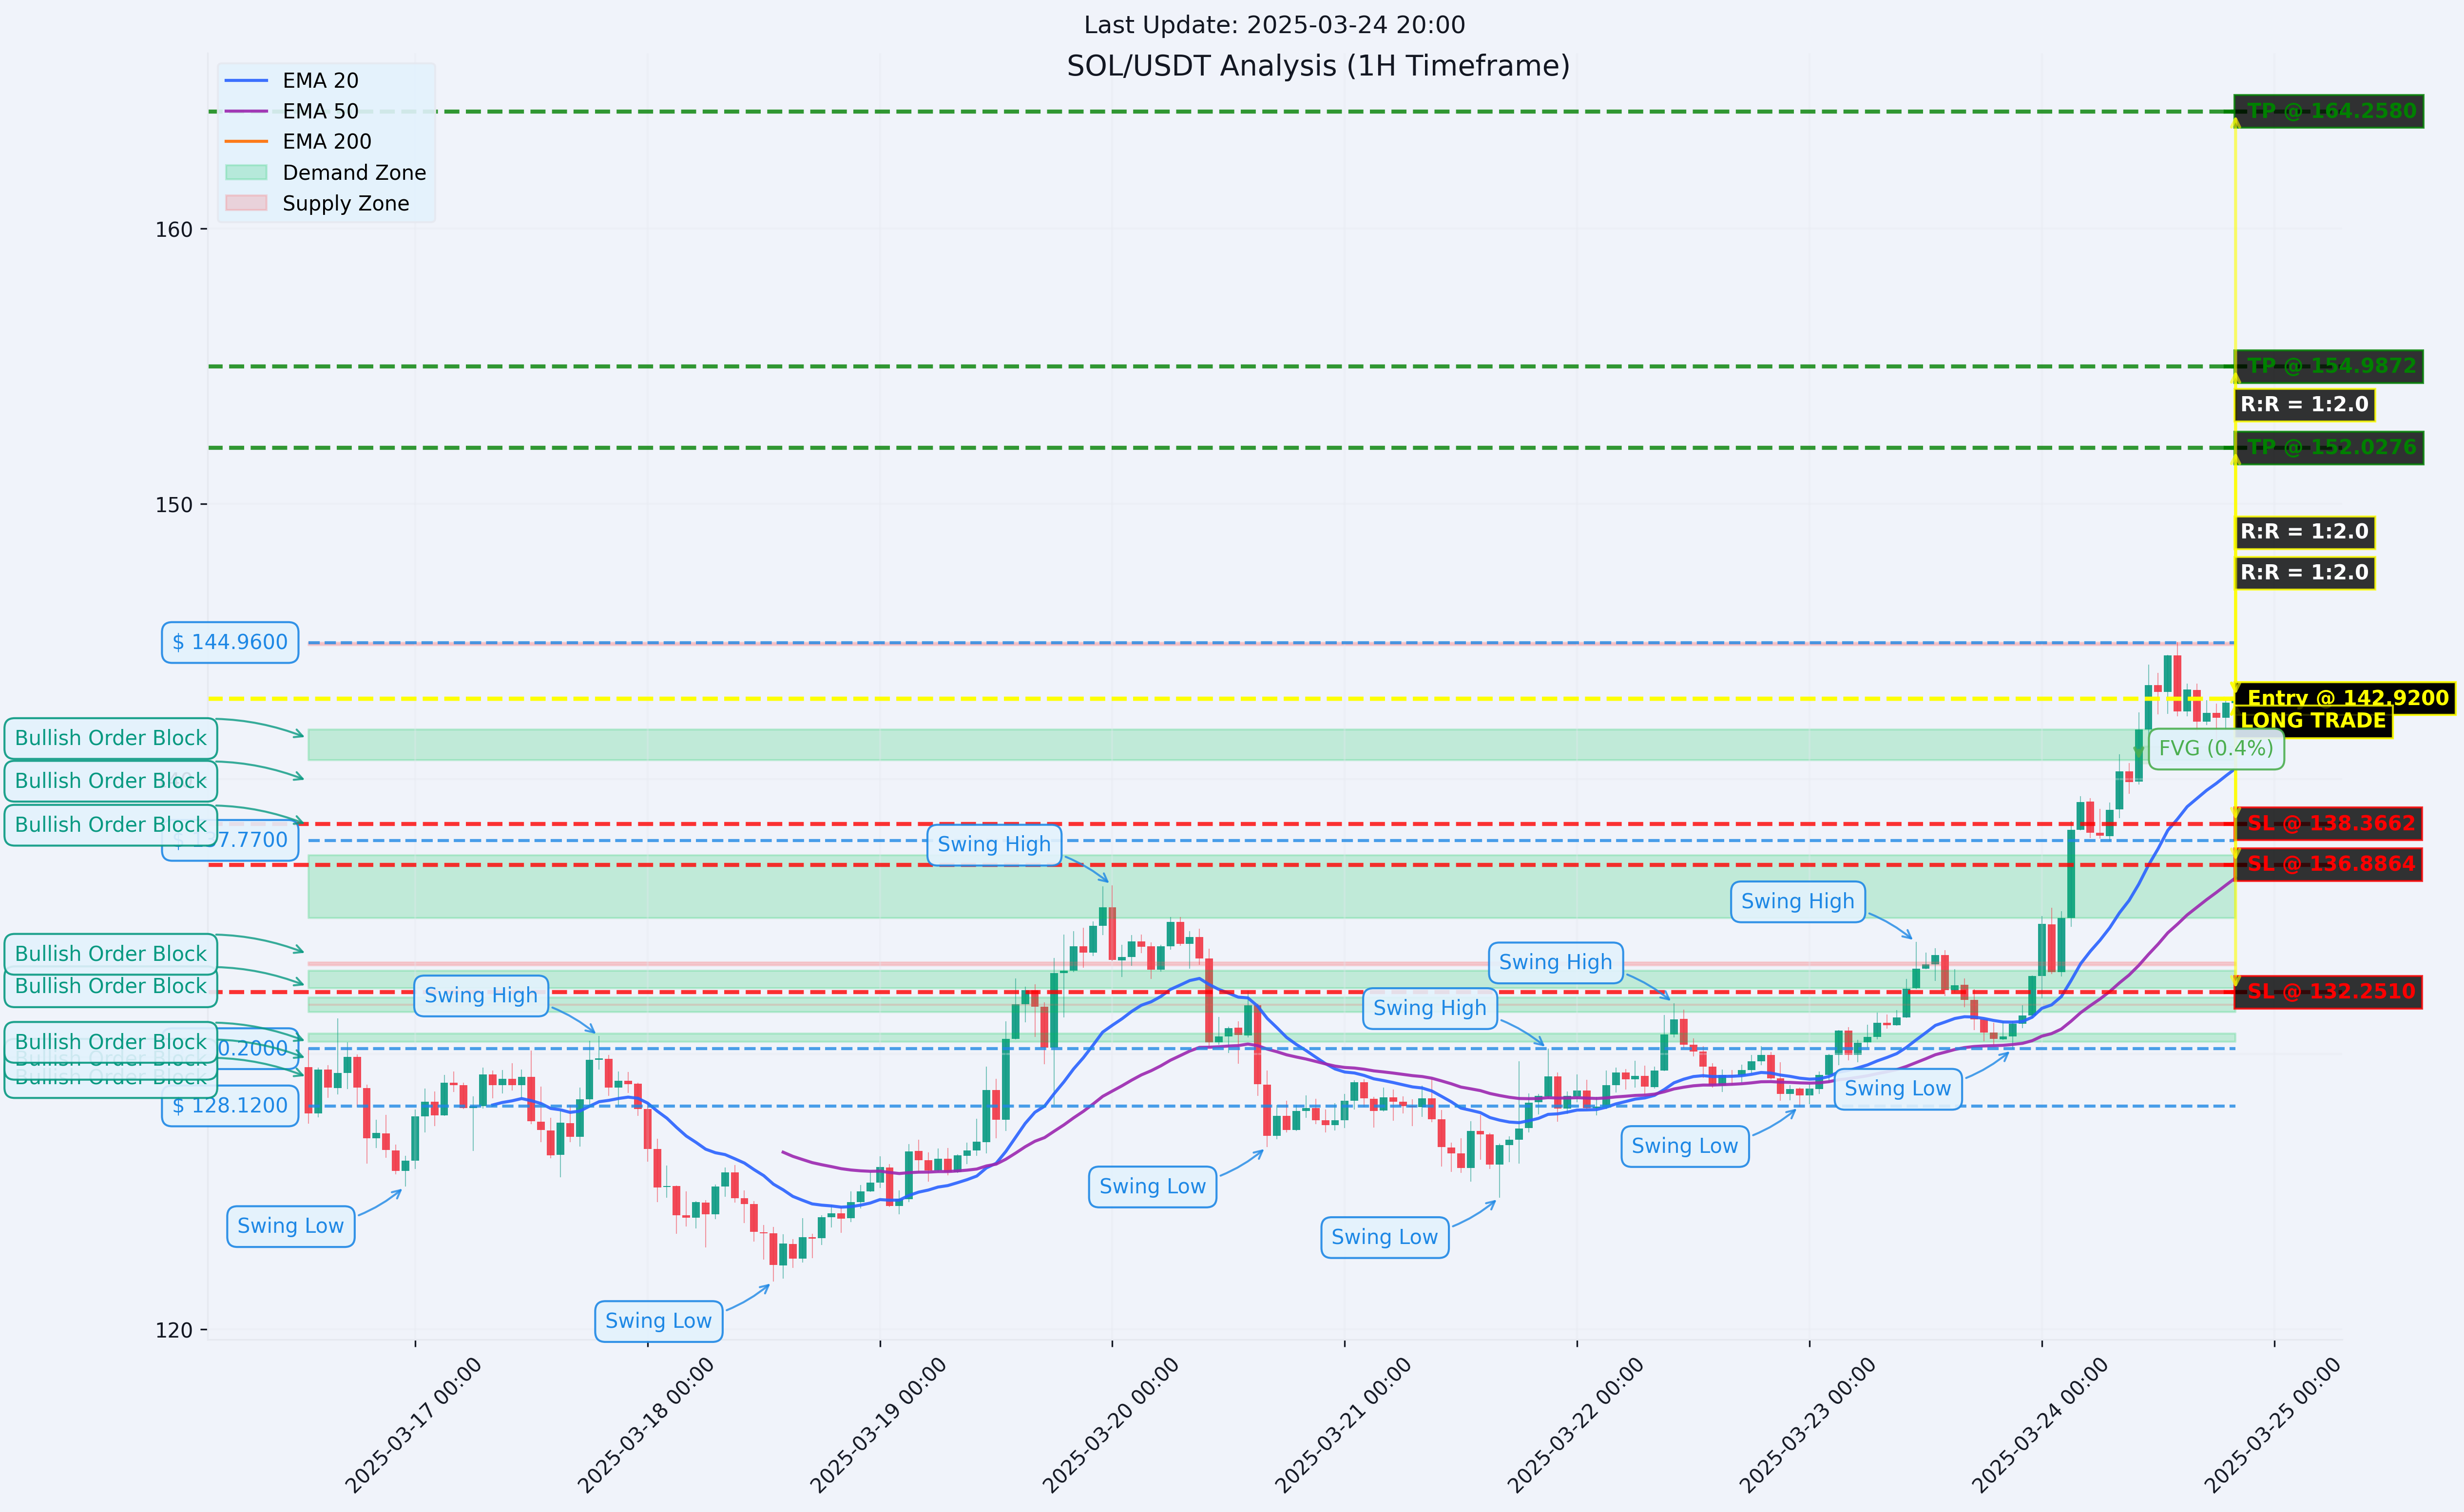 Last Update: 2025-03-24 20:00
SOL/USDT Analysis (1H Timeframe)
EMA 20
EMA 50
EMA 200
Demand Zone
Supply Zone
TP @ 164.2580
160
TP @ 154.9872
R:R = 1:2.0
TP @ 152.0276
150
R:R = 1:2.0
R:R = 1:2.0
$ 144.9600
Entry @ 142.9200
LONG TRADE
Bullish Order Block
FVG (0.4%)
Bullish Order Block
Bullish Order Block
SL @ 138.3662
37.7700
Swing High
SL @ 136.8864
Swing High
Bullish Order Block
Swing High
Bullish Order Block
Swing High
SL @ 132.2510
Swing High
Bullish Order Block
0.2000
Bullish Order Block
Bullish Order Block
Swing Low
$ 128.1200
Swing Low
Swing Low
Swing Low
Swing Low
Swing Low
120
2025-03-17 00:00
2025-03-18 00:00
2025-03-19 00:00
2025-03-20 00:00
2025-03-21 00:00
2025-03-22 00:00
2025-03-23 00:00
2025-03-24 00:00
2025-03-25 00:00